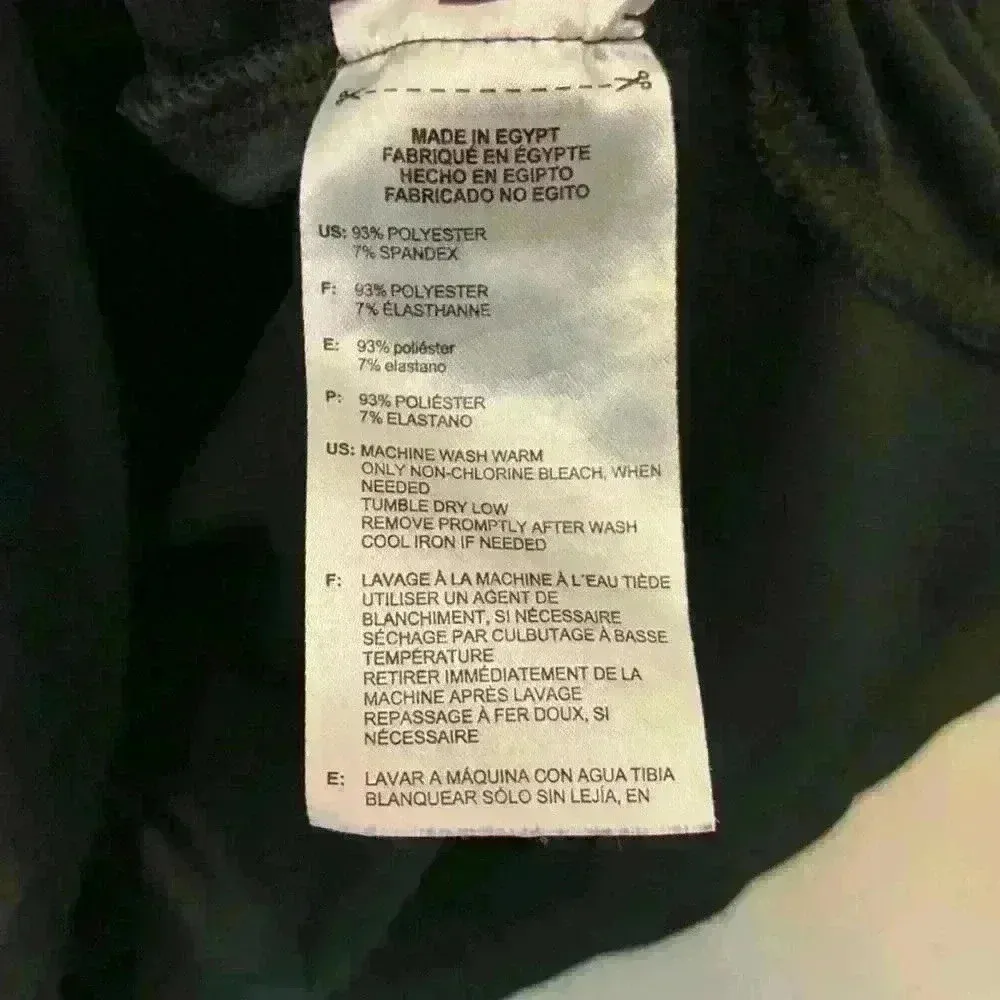 MADE IN EGYPT
FABRIQUÉ EN ÉGYPTE
HECHO EN EGIPTO
FABRICADO NO EGITO
US: 93% POLYESTER
7% SPANDEX
F: 93% POLYESTER
7% ÉLASTHANNE
E: 93% poliéster
7% elastano
P: 93% POLIÉSTER
7% ELASTANO
US: MACHINE WASH WARM
ONLY NON-CHLORINE BLEACH, WHEN
NEEDED
TUMBLE DRY LOW
REMOVE PROMPTLY AFTER WASH
COOL IRON IF NEEDED
F: LAVAGE À LA MACHINE À L'EAU TIÈDE
UTILISER UN AGENT DE
BLANCHIMENT, SI NÉCESSAIRE
SÉCHAGE PAR CULBUTAGE À BASSE
TEMPÉRATURE
RETIRER IMMÉDIATEMENT DE LA
MACHINE APRÈS LAVAGE
REPASSAGE À FER DOUX, SI
NÉCESSAIRE
E: LAVAR A MÁQUINA CON AGUA TIBIA
BLANQUEAR SÓLO SIN LEJÍA, EN